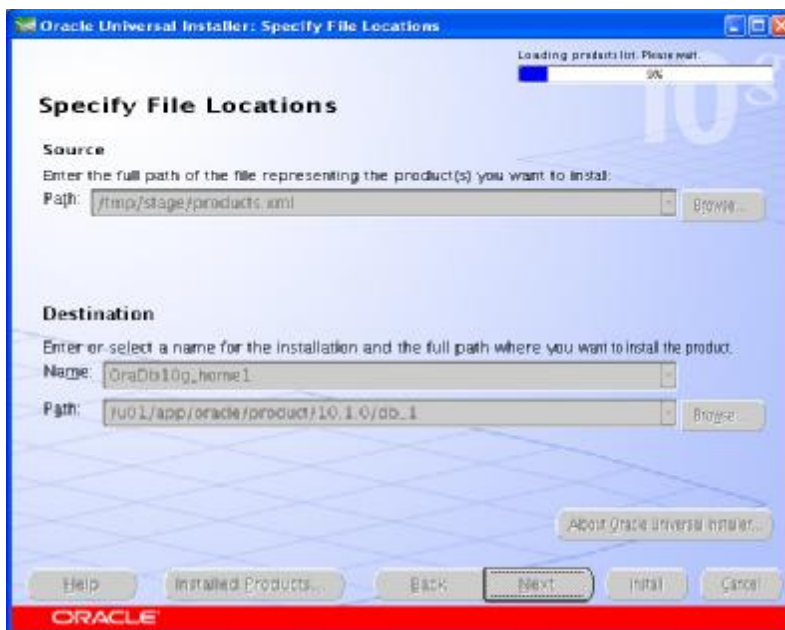 Oracle Universal Installer: Specify File Locations
Loading products list. Please wait.
9%
10g
Specify File Locations
Source
Enter the full path of the file representing the product(s) you want to install:
Path: /tmp/stage/products.xml Browse...
Destination
Enter or select a name for the installation and the full path where you want to install the product.
Name: OraDb10g_home1
Path: /u01/app/oracle/product/10.1.0/db_1 Browse...
About Oracle Universal Installer...
Help Installed Products... Back Next Install Cancel
ORACLE